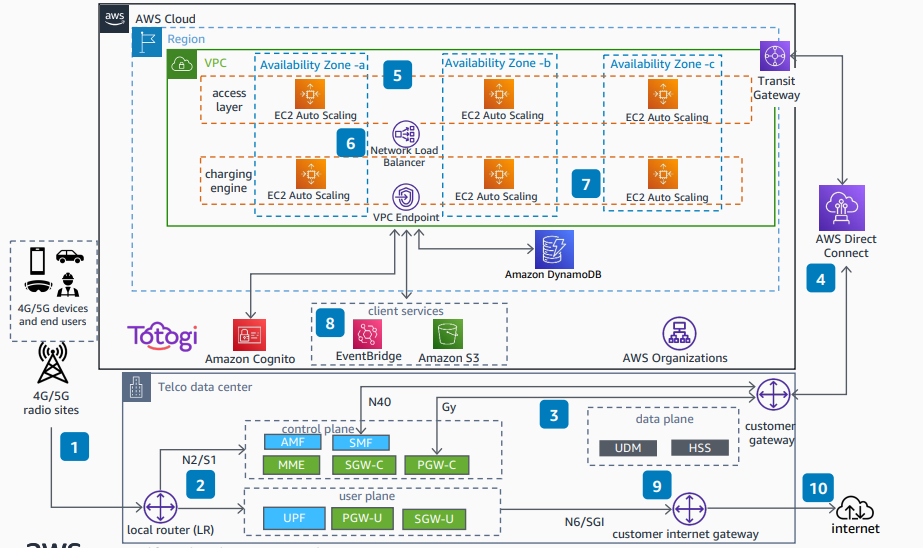 aws
AWS Cloud
Region
VPC
Availability Zone -a
Availability Zone -b
Availability Zone -c
5
Transit
Gateway
access
layer
EC2 Auto Scaling
EC2 Auto Scaling
EC2 Auto Scaling
6
Network Load
Balancer
charging
engine
EC2 Auto Scaling
EC2 Auto Scaling
7
EC2 Auto Scaling
VPC Endpoint
AWS Direct
Connect
4
Amazon DynamoDB
4G/5G devices
and end users
client services
8
Totogi
Amazon Cognito
EventBridge
Amazon S3
AWS Organizations
4G/5G
radio sites
Telco data center
N40
Gy
3
customer
gateway
1
control plane
AMF
SMF
MME
SGW-C
PGW-C
data plane
UDM
HSS
N2/S1
2
user plane
UPF
PGW-U
SGW-U
local router (LR)
N6/SGI
9
customer internet gateway
10
internet
aws